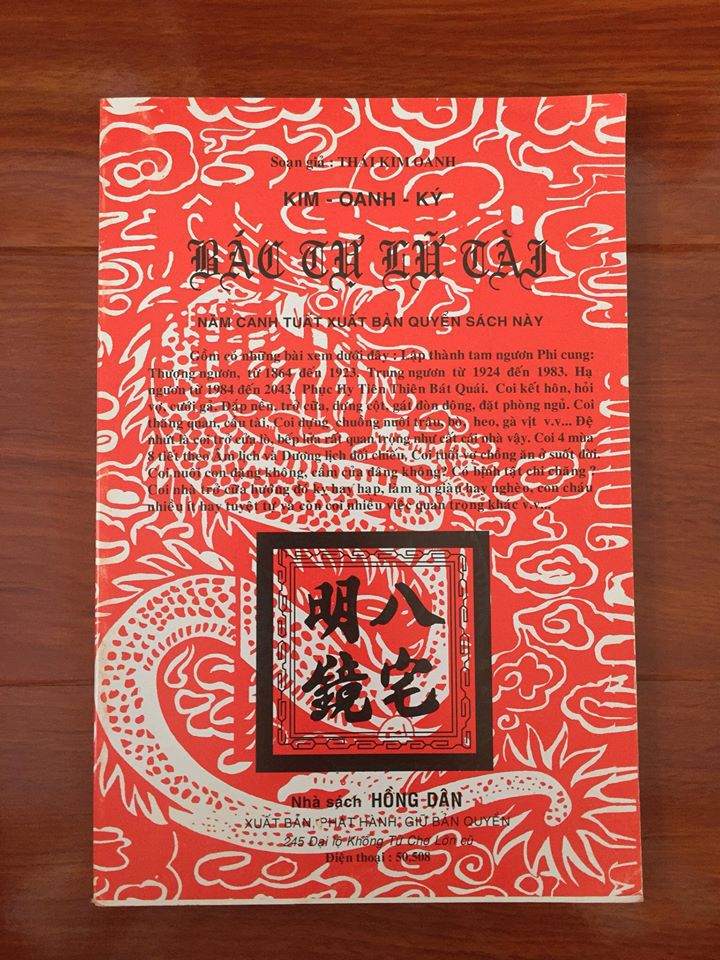 Soạn giả : THÁI KIM OANH
KIM - OANH - KÝ
BÁC TỰ LỮ TÀI
NĂM CANH TUẤT XUẤT BẢN QUYỂN SÁCH NÀY
Gồm có những bài xem dưới đây : Lập thành tam ngươn Phi cung:
Thượng ngươn, từ 1864 đến 1923, Trung ngươn từ 1924 đến 1983. Hạ
ngươn từ 1984 đến 2043. Phục Hy Tiên Thiên Bát Quái. Coi kết hôn, hỏi
vợ, cưới gả. Đắp nền, trở cửa, dựng cột, gát đòn dông, đặt phòng ngủ. Coi
thăng quan, cầu tài, Coi dựng chuồng nuôi trâu, bò, heo, gà vịt v.v... Đệ
nhứt là coi trở cửa lò, bếp lửa rất quan trọng như cất cái nhà vậy. Coi 4 mùa
8 tiết theo Âm lịch và Dương lịch đối chiếu, Coi tuổi vợ chồng ăn ở suốt đời.
Coi nuôi con đặng không, cầm của đặng không? Có bịnh tật chi chăng ?
Coi nhà trở cửa hướng đó kỵ hay hạp, làm ăn giàu hay nghèo, con cháu
nhiều ít hay tuyệt tự và còn coi nhiều việc quan trọng khác v.v...
八宅
明鏡
Nhà sách HỒNG DÂN
XUẤT BẢN, PHÁT HÀNH, GIỮ BẢN QUYỀN
245 Đại lộ Khổng Tử Chợ Lớn cũ
Điện thoại : 50.508